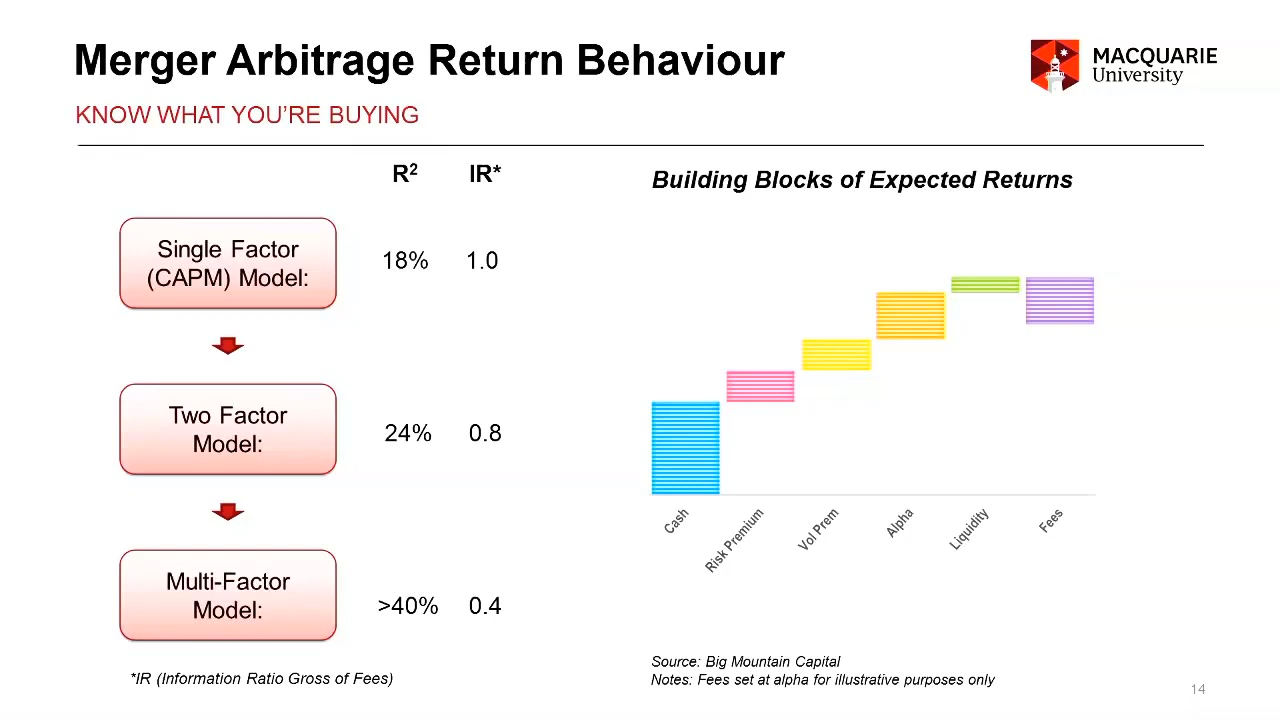 Merger Arbitrage Return Behaviour
MACQUARIE
University
KNOW WHAT YOU'RE BUYING
R² IR*
Single Factor
(CAPM) Model:
18% 1.0
Two Factor
Model:
24% 0.8
Multi-Factor
Model:
>40% 0.4
*IR (Information Ratio Gross of Fees)
Building Blocks of Expected Returns
Cash
Risk Premium
Vol Prem
Alpha
Liquidity
Fees
Source: Big Mountain Capital
Notes: Fees set at alpha for illustrative purposes only
14